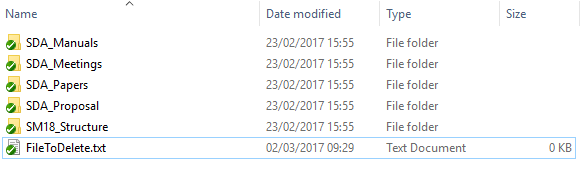 Name Date modified Type Size
SDA_Manuals 23/02/2017 15:55 File folder
SDA_Meetings 23/02/2017 15:55 File folder
SDA_Papers 23/02/2017 15:55 File folder
SDA_Proposal 23/02/2017 15:55 File folder
SM18_Structure 23/02/2017 15:55 File folder
FileToDelete.txt 02/03/2017 09:29 Text Document 0 KB